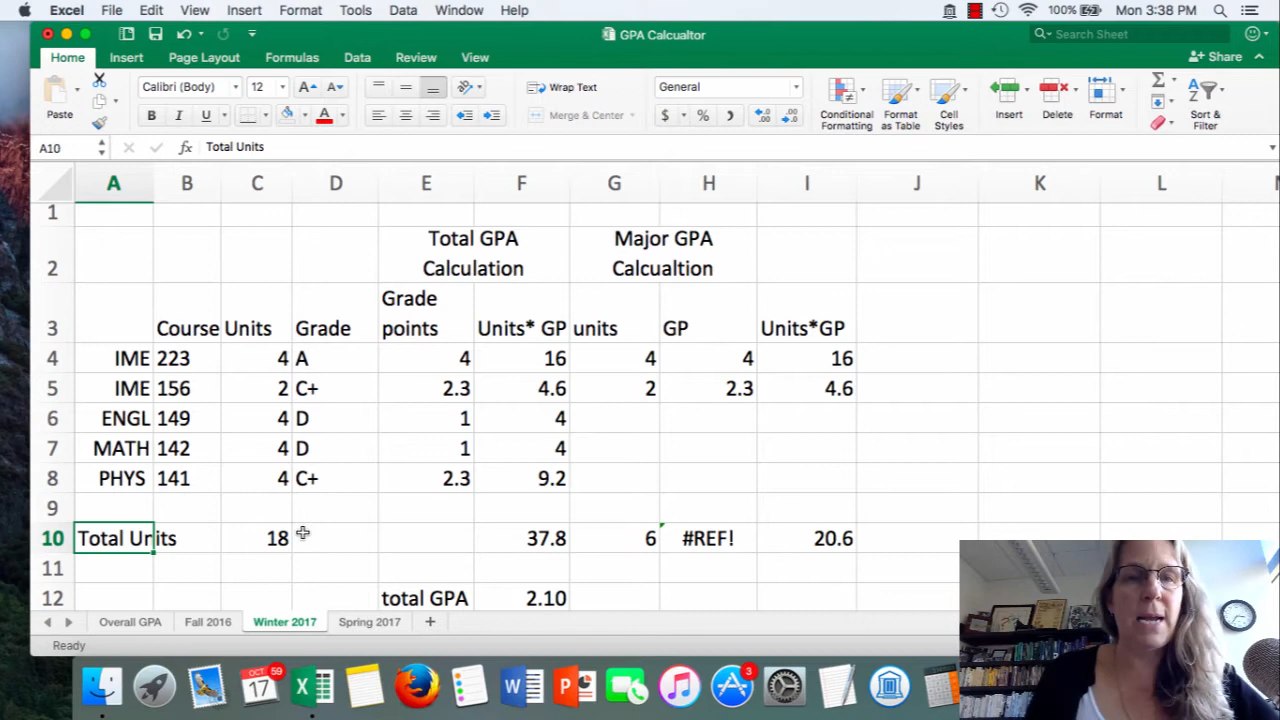 Excel File Edit View Insert Format Tools Data Window Help 100% Mon 3:38 PM
GPA Calcualtor Search Sheet
Home Insert Page Layout Formulas Data Review View Share
Paste Calibri (Body) 12 A A Wrap Text General
B I U A Merge & Center $ % Conditional Formatting Format as Table Cell Styles Insert Delete Format Sort & Filter
A10 fx Total Units
A B C D E F G H I J K L
1
2 Total GPA Calculation Major GPA Calcualtion
3 Course Units Grade Grade points Units* GP units GP Units*GP
4 IME 223 4 A 4 16 4 4 16
5 IME 156 2 C+ 2.3 4.6 2 2.3 4.6
6 ENGL 149 4 D 1 4
7 MATH 142 4 D 1 4
8 PHYS 141 4 C+ 2.3 9.2
9
10 Total Units 18 37.8 6 #REF! 20.6
11
12 total GPA 2.10
Overall GPA Fall 2016 Winter 2017 Spring 2017 +
Ready
OCT 17 59 W P 3